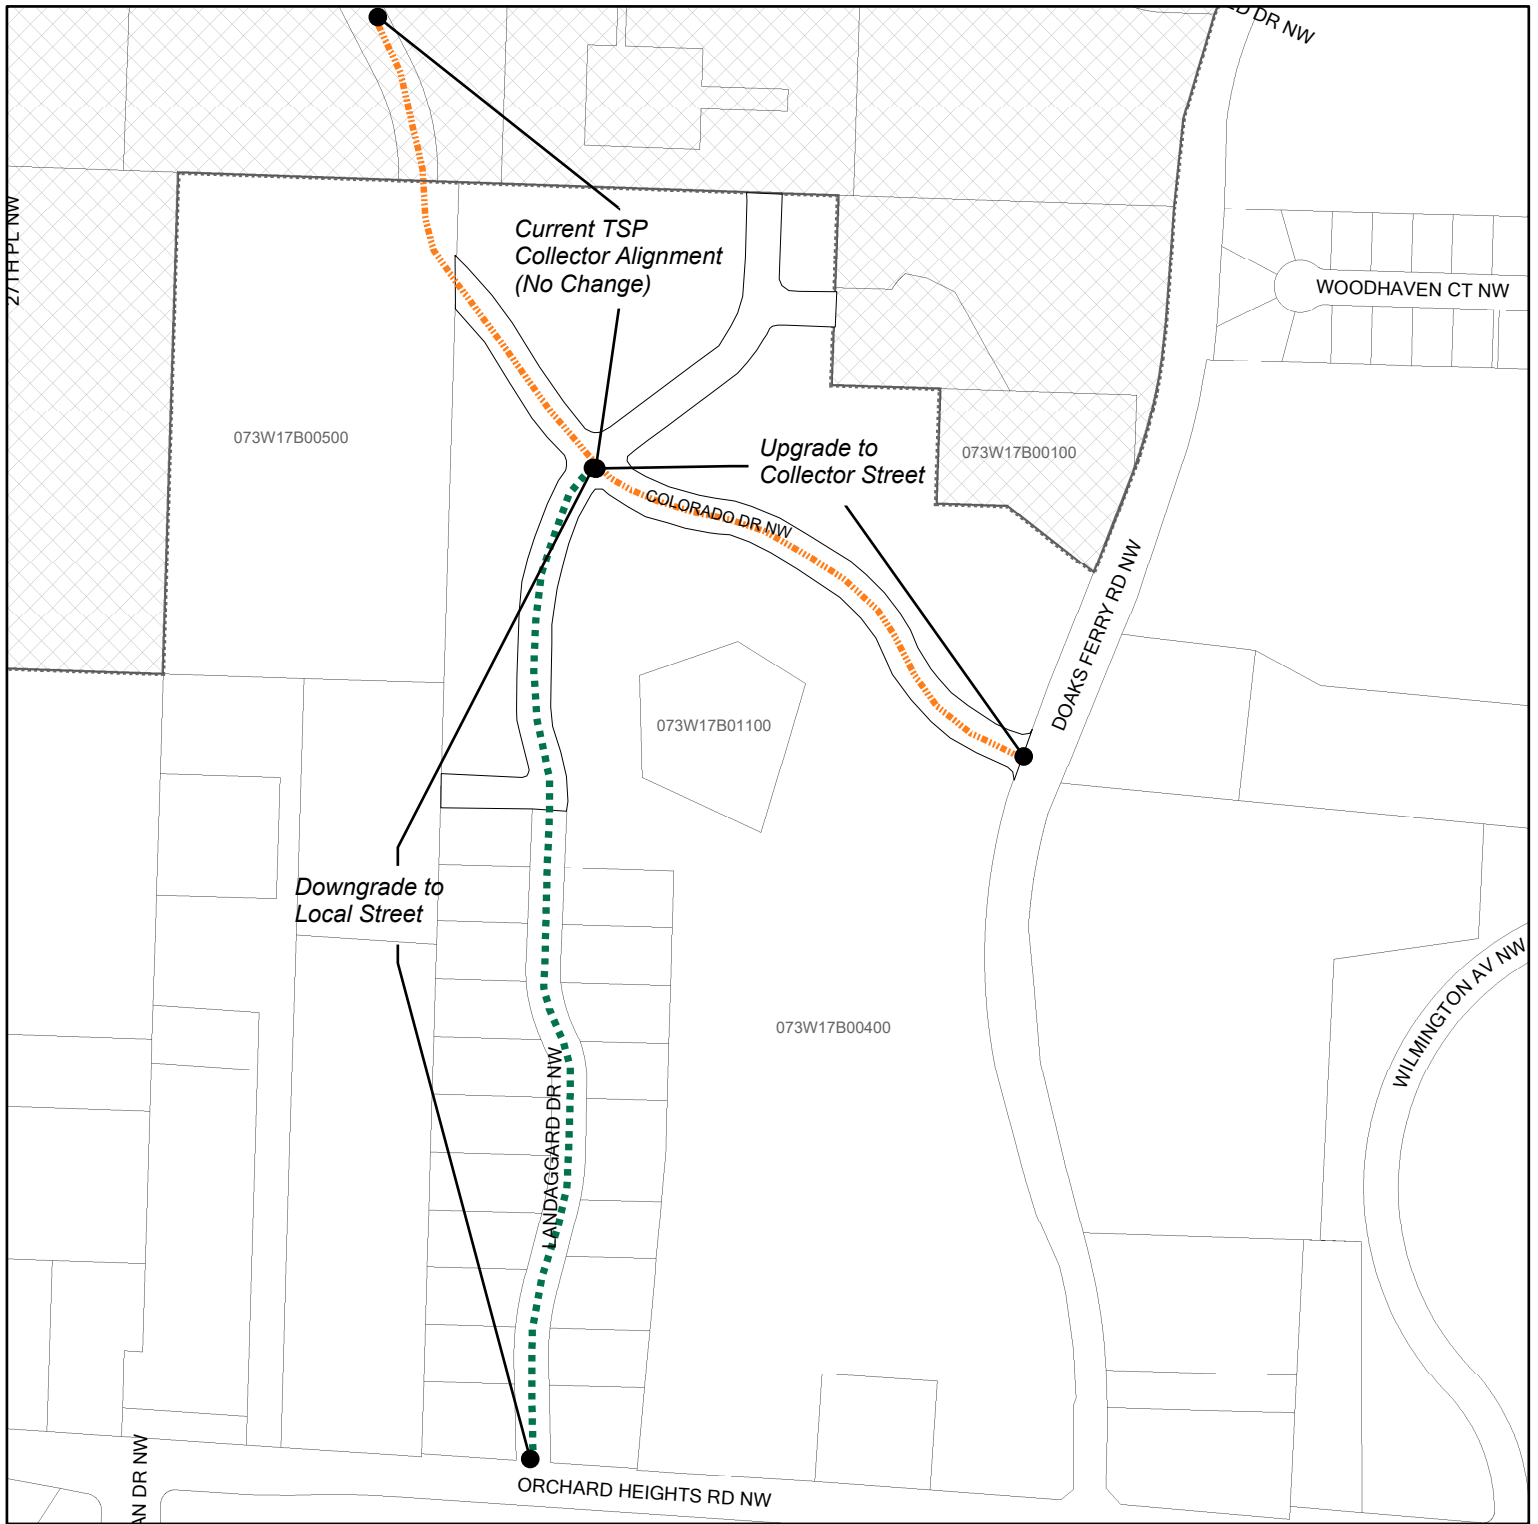 DR NW
27TH PL NW
Current TSP
Collector Alignment
(No Change)
WOODHAVEN CT NW
073W17B00500
Upgrade to
Collector Street
073W17B00100
COLORADO DR NW
DOAKS FERRY RD NW
073W17B01100
Downgrade to
Local Street
WILMINGTON AV NW
073W17B00400
LANDAGGARD DR NW
AN DR NW
ORCHARD HEIGHTS RD NW